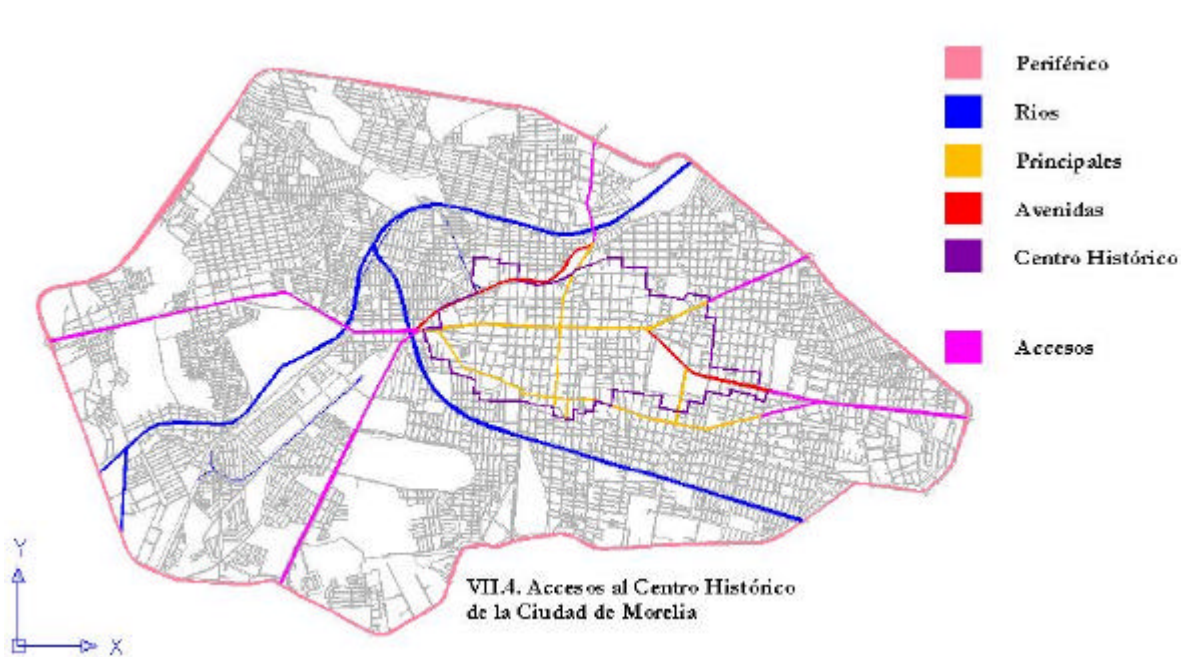 Periférico
Rios
Principales
Avenidas
Centro Histórico
Accesos
VII.4. Accesos al Centro Histórico
de la Ciudad de Morelia
Y
X